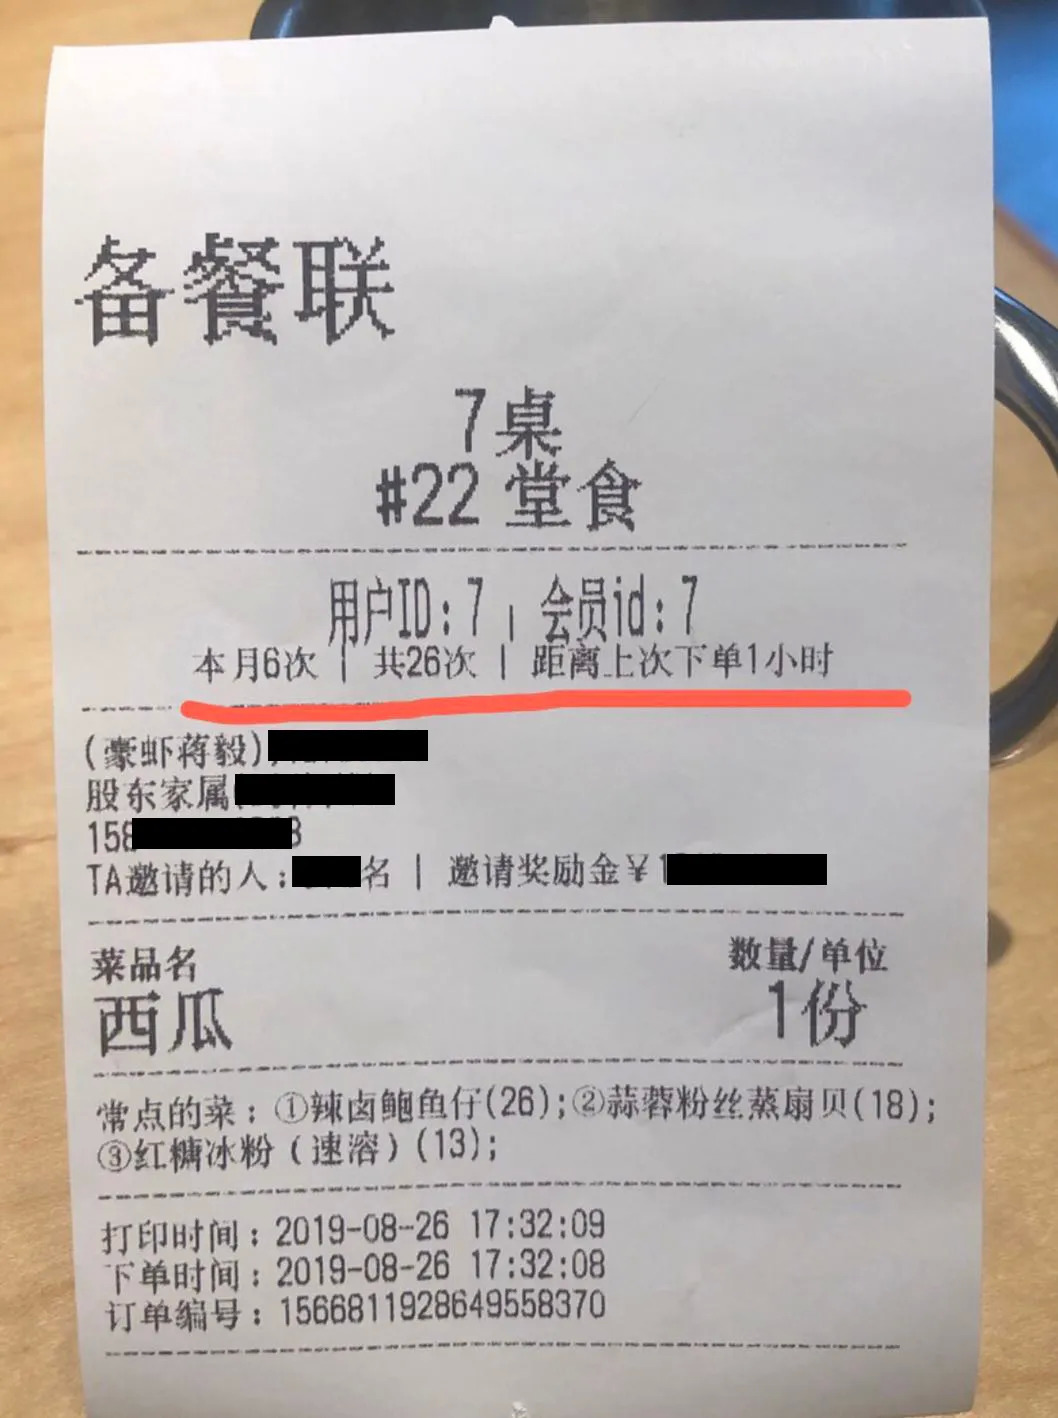 备餐联
7桌
#22 堂食
用户ID:7 | 会员id:7
本月6次 | 共26次 | 距离上次下单1小时
(豪虾蒋毅)
股东家属
158
TA邀请的人: 名 | 邀请奖励金¥1
菜品名 数量/单位
西瓜 1份
常点的菜:①辣卤鲍鱼仔(26);②蒜蓉粉丝蒸扇贝(18);
③红糖冰粉(速溶)(13);
打印时间:2019-08-26 17:32:09
下单时间:2019-08-26 17:32:08
订单编号:1566811928649558370